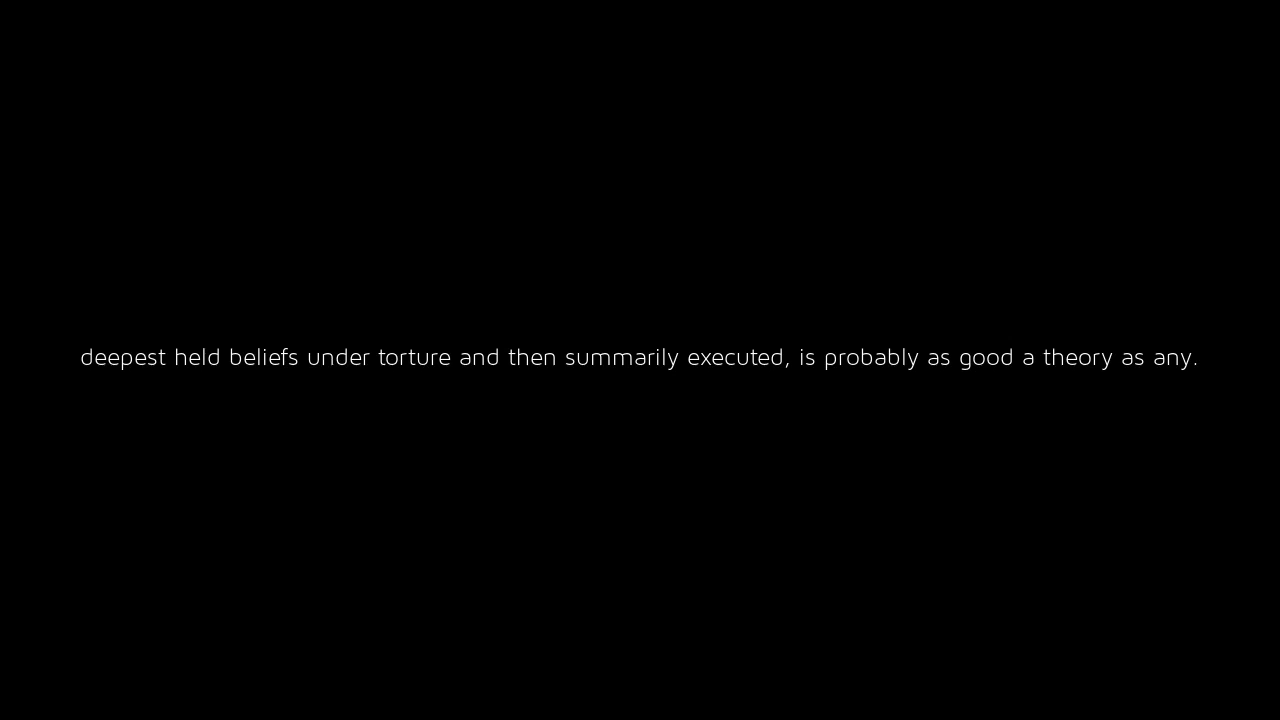 deepest held beliefs under torture and then summarily executed, is probably as good a theory as any.